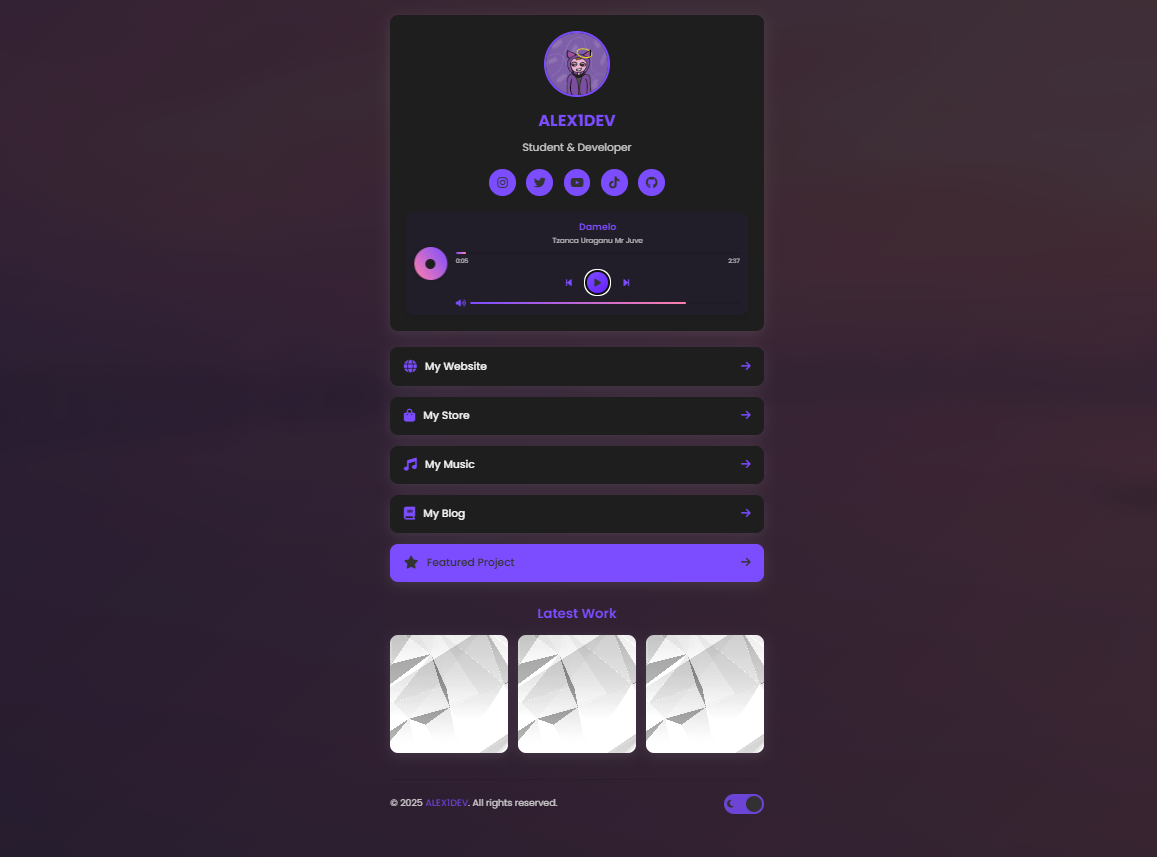 ALEX1DEV
Student & Developer
Damelo
Tzanca Uraganu Mr Juve
0:05 2:37
My Website
My Store
My Music
My Blog
Featured Project
Latest Work
© 2025 ALEX1DEV. All rights reserved.